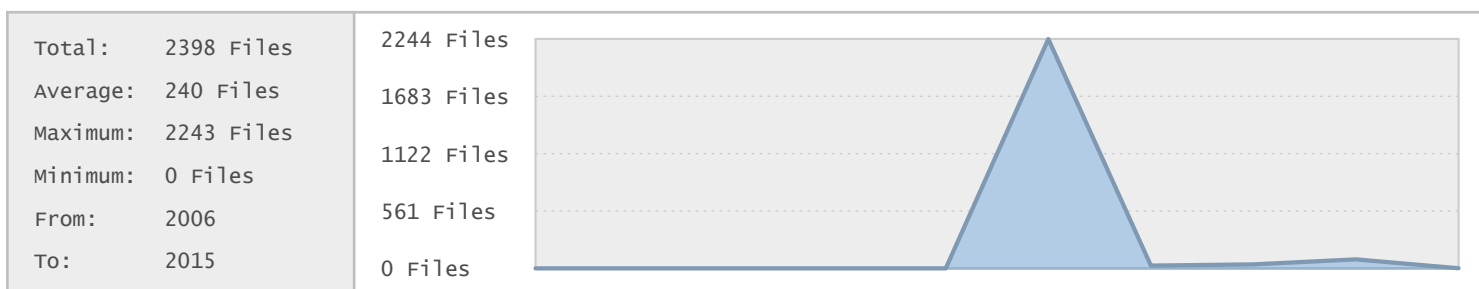 Total: 2398 Files
Average: 240 Files
Maximum: 2243 Files
Minimum: 0 Files
From: 2006
To: 2015
2244 Files
1683 Files
1122 Files
561 Files
0 Files